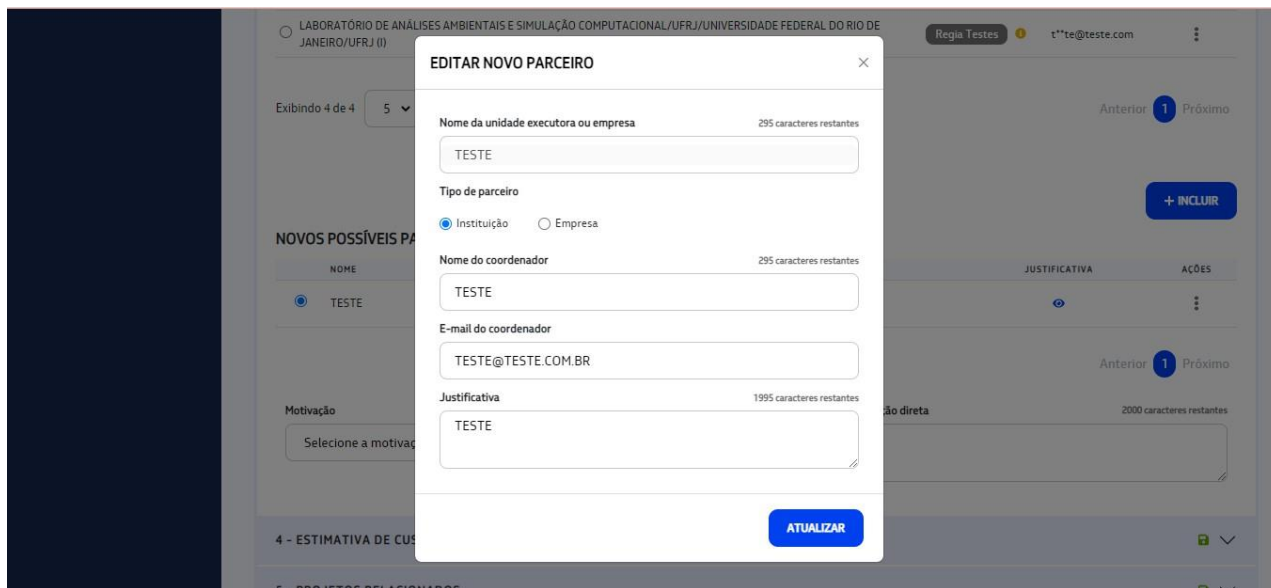 LABORATÓRIO DE ANÁLISES AMBIENTAIS E SIMULAÇÃO COMPUTACIONAL/UFRJ/UNIVERSIDADE FEDERAL DO RIO DE
JANEIRO/UFRJ (I)
Regia Testes
t**te@teste.com
EDITAR NOVO PARCEIRO
Exibindo 4 de 4
5
Anterior 1 Próximo
Nome da unidade executora ou empresa 295 caracteres restantes
TESTE
Tipo de parceiro
Instituição Empresa
+ INCLUIR
NOVOS POSSÍVEIS
Nome do coordenador 295 caracteres restantes
NOME JUSTIFICATIVA AÇÕES
TESTE
TESTE
E-mail do coordenador
TESTE@TESTE.COM.BR
Anterior 1 Próximo
Justificativa 1995 caracteres restantes
TESTE
Motivação direta 2000 caracteres restantes
Selecione a
ATUALIZAR
4 - ESTIMATIVA DE
5 - PROJETOS RELACIONADOS